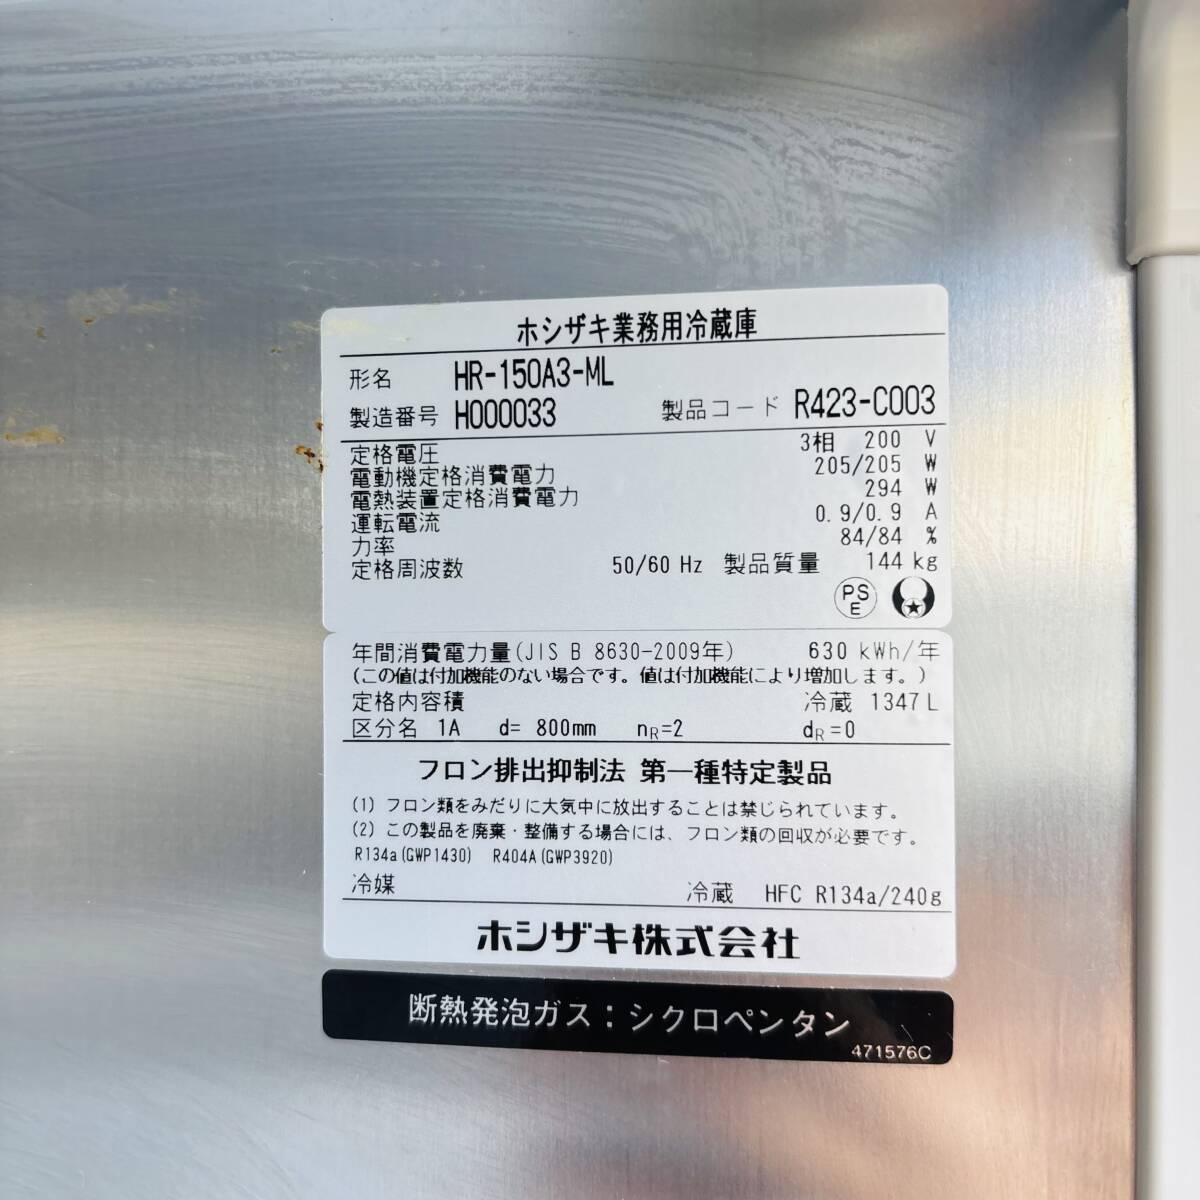 ホシザキ業務用冷蔵庫
形名 HR-150A3-ML
製造番号 H000033 製品コード R423-C003
定格電圧 3相 200 V
電動機定格消費電力 205/205 W
電熱装置定格消費電力 294 W
運転電流 0.9/0.9 A
力率 84/84 %
定格周波数 50/60 Hz 製品質量 144 kg
PS
E
年間消費電力量(JIS B 8630-2009年) 630 kWh/年
(この値は付加機能のない場合です。値は付加機能により増加します。)
定格内容積 冷蔵 1347 L
区分名 1A d= 800mm nR=2 dR=0
フロン排出抑制法 第一種特定製品
(1) フロン類をみだりに大気中に放出することは禁じられています。
(2) この製品を廃棄・整備する場合には、フロン類の回収が必要です。
R134a(GWP1430) R404A(GWP3920)
冷媒 冷蔵 HFC R134a/240g
ホシザキ株式会社
断熱発泡ガス：シクロペンタン
471576C